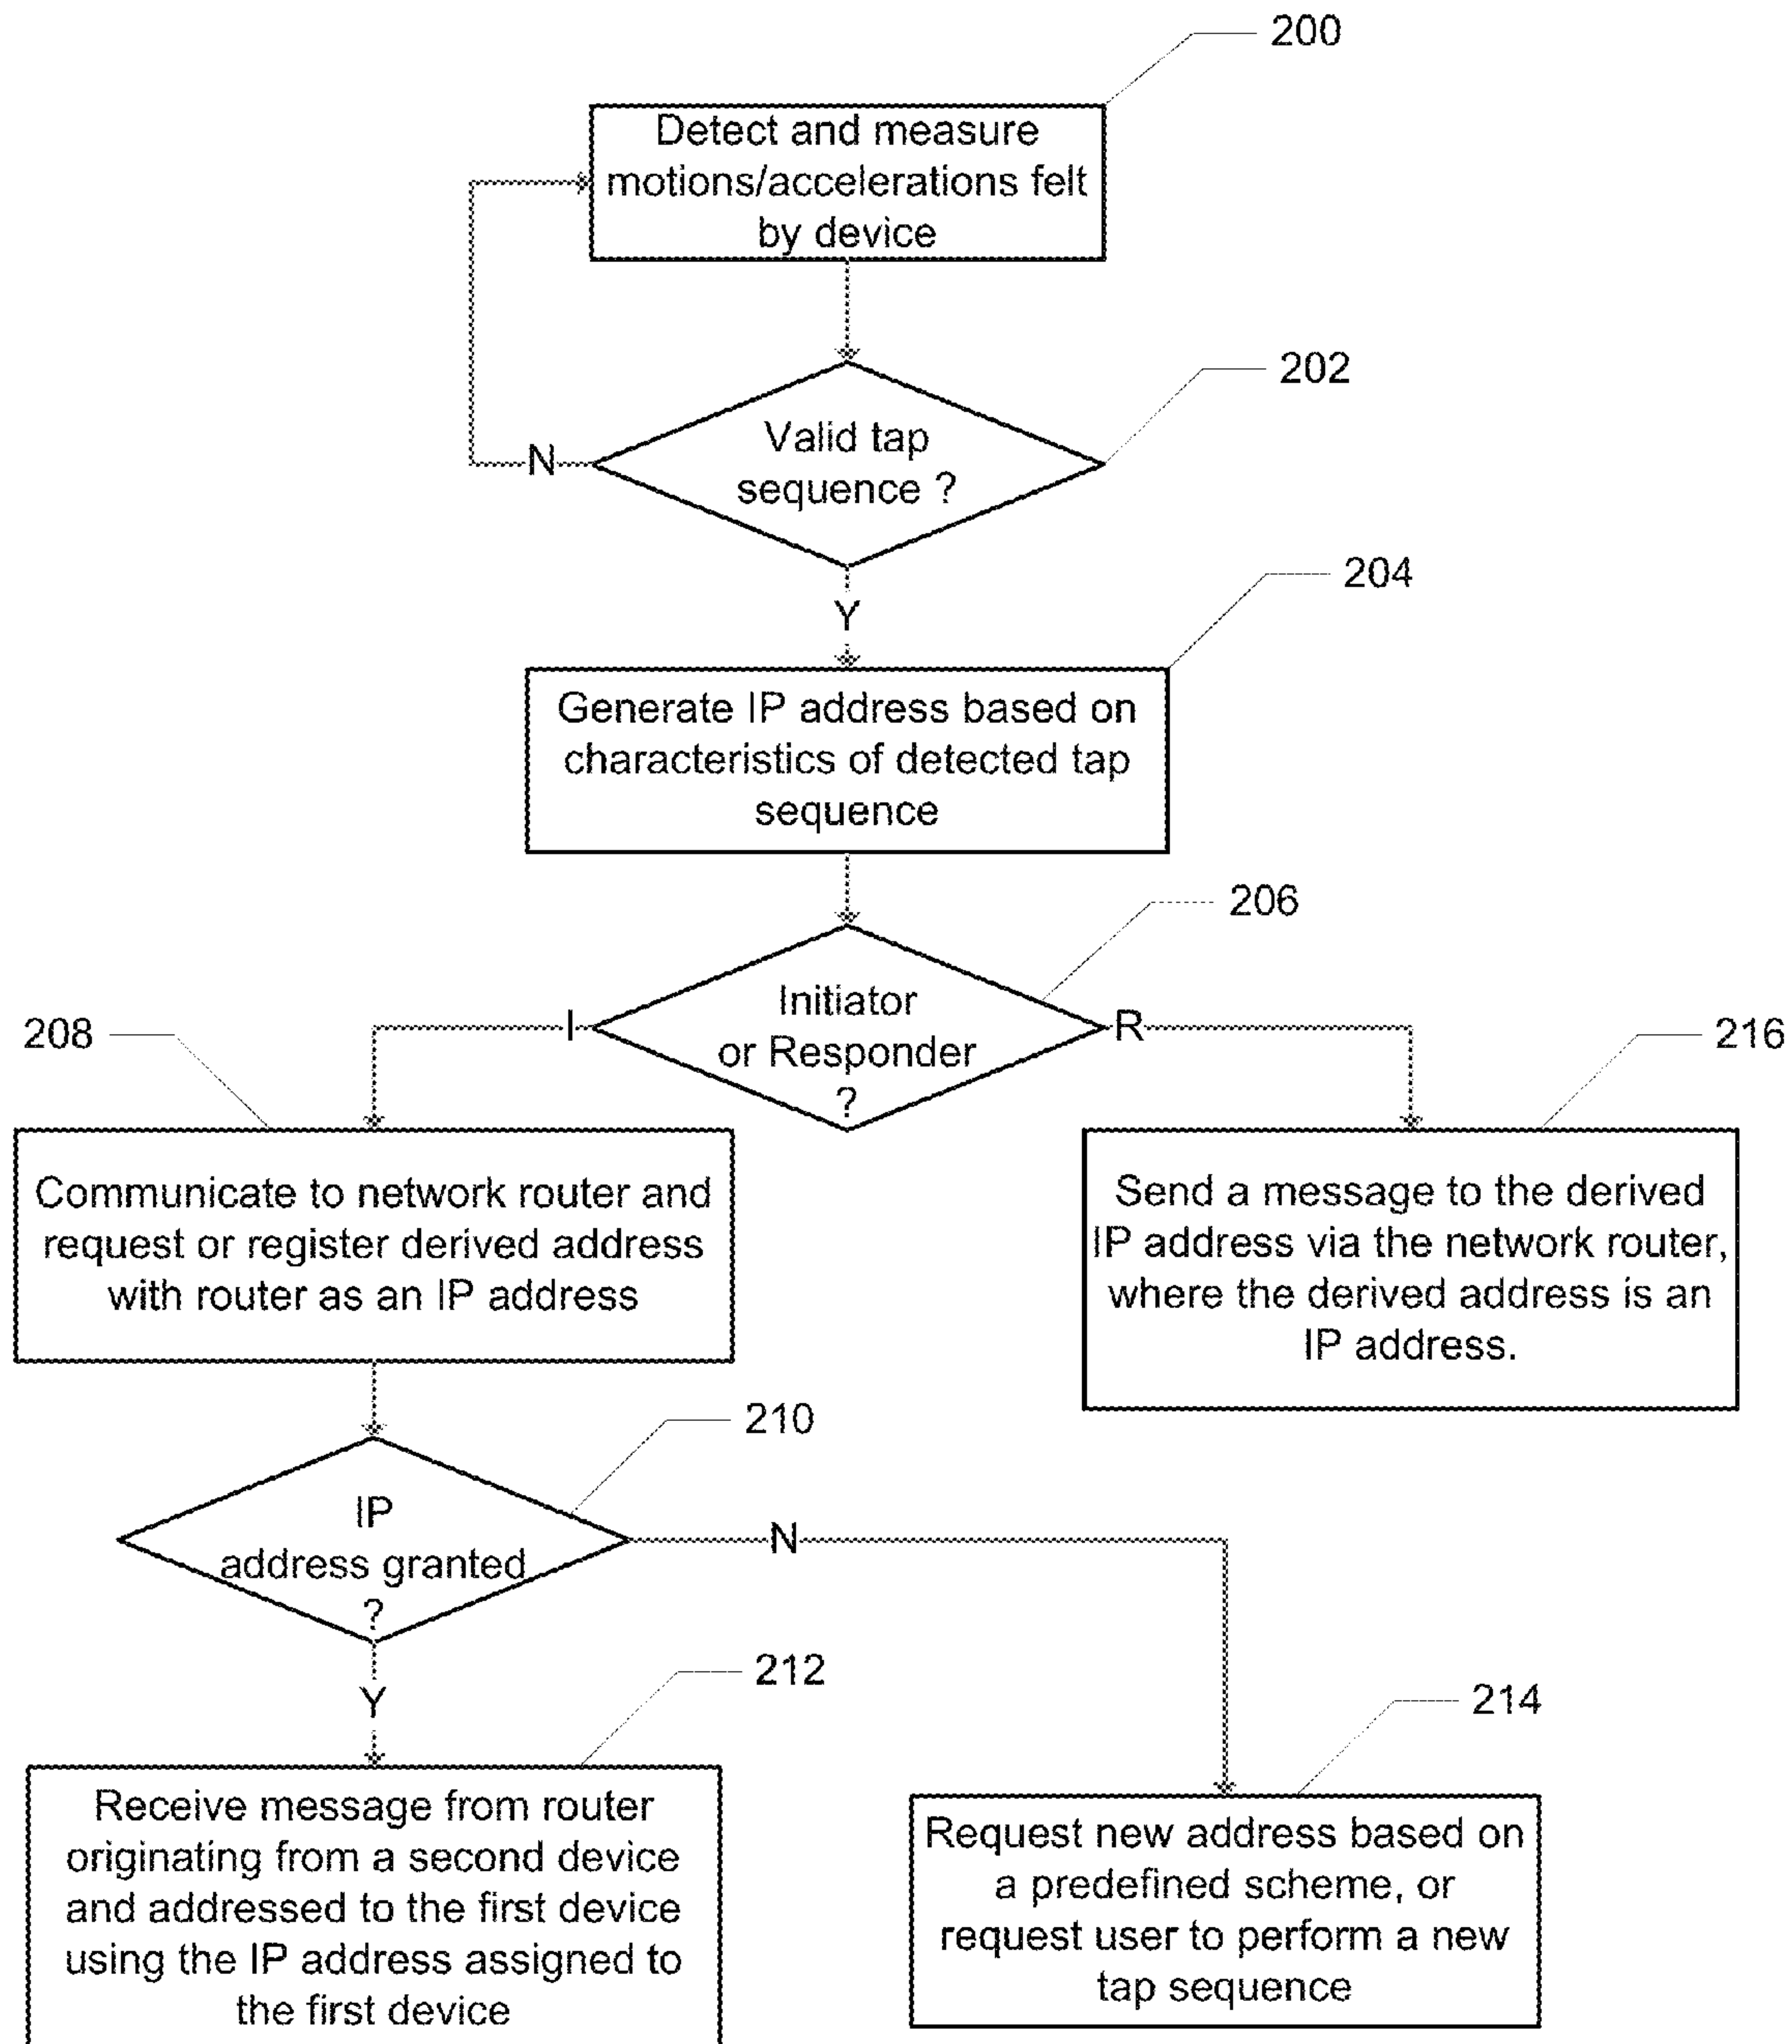 200
Detect and measure
motions/accelerations felt
by device
202
Valid tap
sequence ?
N
Y
204
Generate IP address based on
characteristics of detected tap
sequence
206
Initiator
or Responder
?
I
R
208
Communicate to network router and
request or register derived address
with router as an IP address
216
Send a message to the derived
IP address via the network router,
where the derived address is an
IP address.
210
IP
address granted
?
N
Y
212
Receive message from router
originating from a second device
and addressed to the first device
using the IP address assigned to
the first device
214
Request new address based on
a predefined scheme, or
request user to perform a new
tap sequence